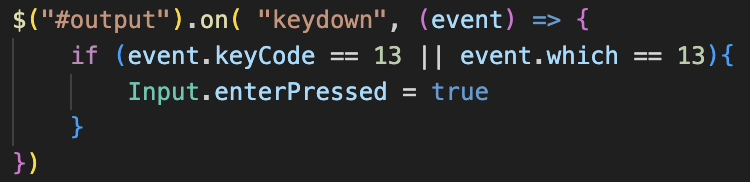 $("#output").on( "keydown", (event) => {
    if (event.keyCode == 13 || event.which == 13){
        Input.enterPressed = true
    }
})